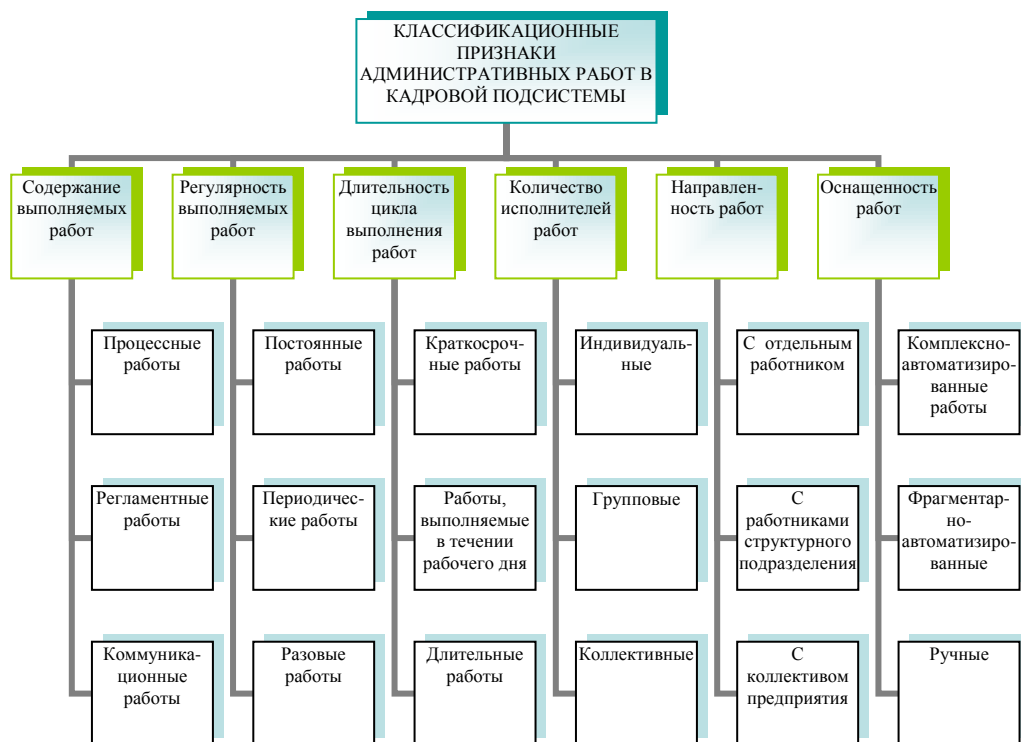 КЛАССИФИКАЦИОННЫЕ
ПРИЗНАКИ
АДМИНИСТРАТИВНЫХ РАБОТ В
КАДРОВОЙ ПОДСИСТЕМЫ
Содержание
выполняемых
работ
Регулярность
выполняемых
работ
Длительность
цикла
выполнения
работ
Количество
исполнителей
работ
Направлен-
ность работ
Оснащенность
работ
Процессные
работы
Постоянные
работы
Краткосроч-
ные работы
Индивидуаль-
ные
С отдельным
работником
Комплексно-
автоматизиро-
ванные
работы
Регламентные
работы
Периодичес-
кие работы
Работы,
выполняемые
в течении
рабочего дня
Групповые
С
работниками
структурного
подразделения
Фрагментар-
но-
автоматизиро-
ванные
Коммуника-
ционные
работы
Разовые
работы
Длительные
работы
Коллективные
С
коллективом
предприятия
Ручные